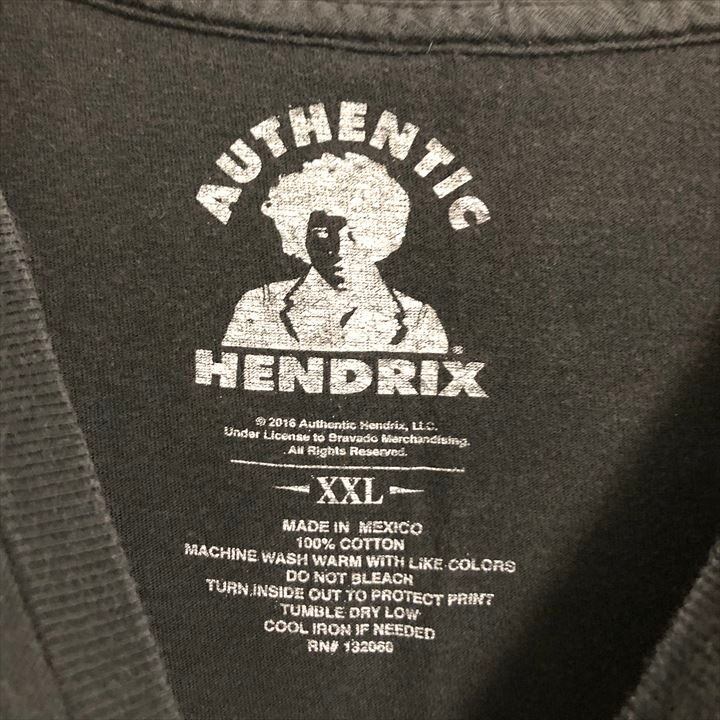 AUTHENTIC
HENDRIX®
℗ © 2016 Authentic Hendrix, LLC.
Under License to Bravado Merchandising.
All Rights Reserved.
XXL
MADE IN MEXICO
100% COTTON
MACHINE WASH WARM WITH LIKE COLORS
DO NOT BLEACH
TURN INSIDE OUT TO PROTECT PRINT
TUMBLE DRY LOW
COOL IRON IF NEEDED
RN# 132060